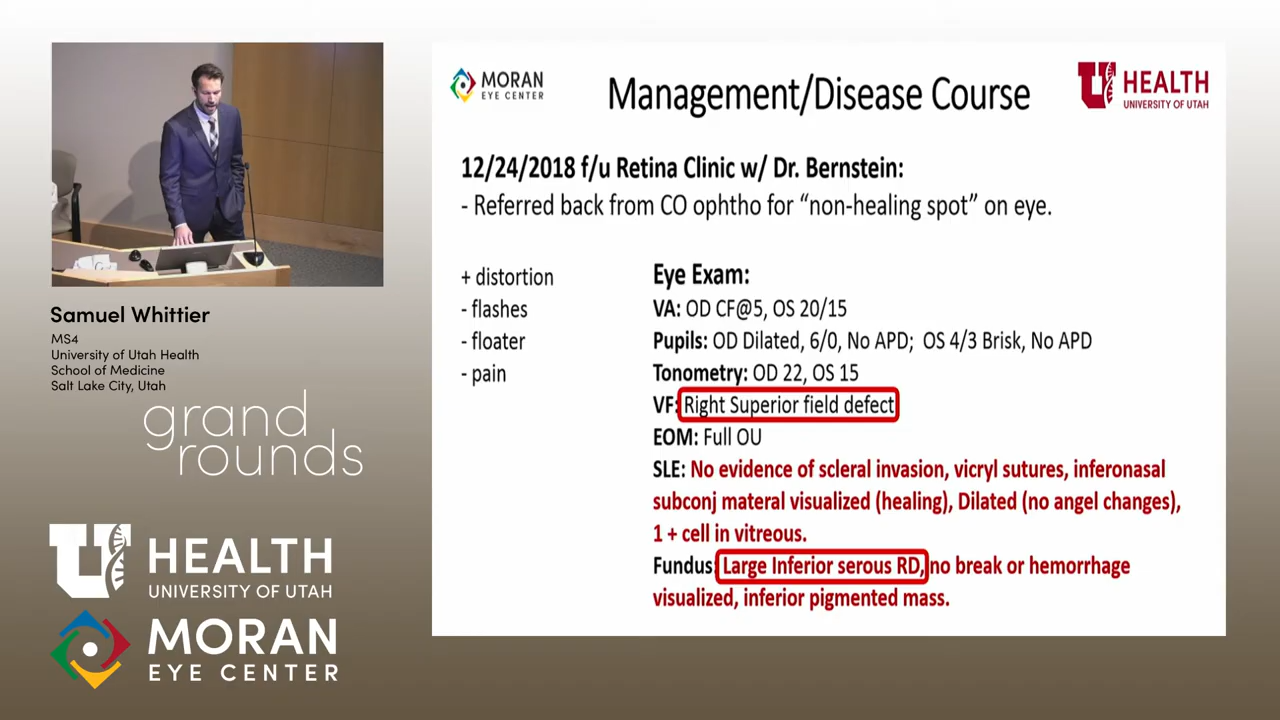 MORAN
EYE CENTER
Management/Disease Course
U HEALTH
UNIVERSITY OF UTAH
12/24/2018 f/u Retina Clinic w/ Dr. Bernstein:
- Referred back from CO ophtho for “non-healing spot” on eye.
+ distortion
- flashes
- floater
- pain
Eye Exam:
VA: OD CF@5, OS 20/15
Pupils: OD Dilated, 6/0, No APD; OS 4/3 Brisk, No APD
Tonometry: OD 22, OS 15
VF: Right Superior field defect
EOM: Full OU
SLE: No evidence of scleral invasion, vicryl sutures, inferonasal
subconj materal visualized (healing), Dilated (no angel changes),
1 + cell in vitreous.
Fundus: Large Inferior serous RD, no break or hemorrhage
visualized, inferior pigmented mass.
Samuel Whittier
MS4
University of Utah Health
School of Medicine
Salt Lake City, Utah
grand
rounds
U HEALTH
UNIVERSITY OF UTAH
MORAN
EYE CENTER